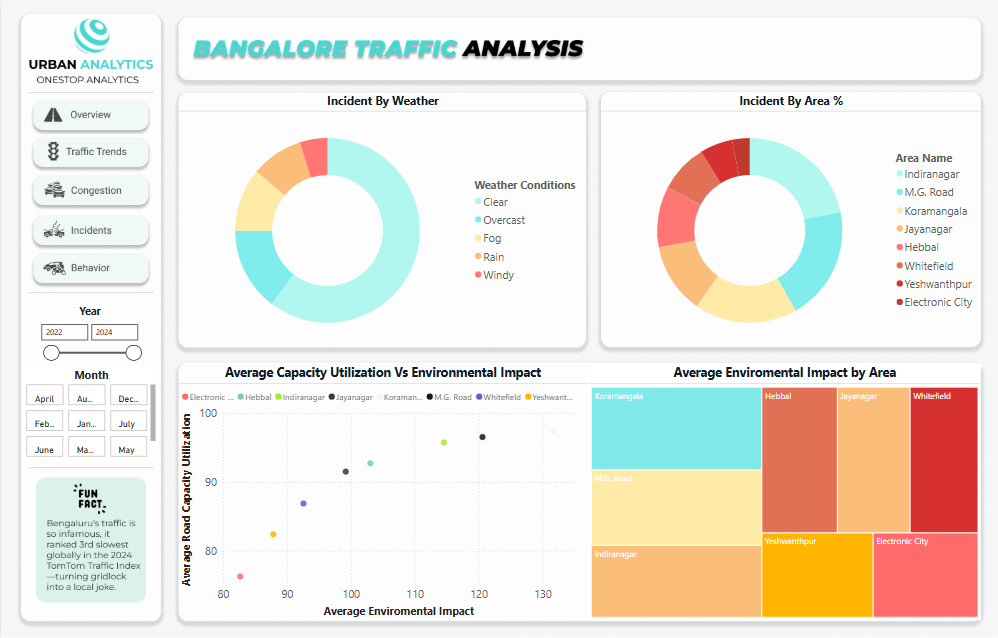 URBAN ANALYTICS
ONESTOP ANALYTICS
Overview
Traffic Trends
Congestion
Incidents
Behavior
Year
2022 2024
Month
April Au... Dec...
Feb... Jan... July
June Ma... May
FUN
FACT
Bengaluru's traffic is
so infamous, it
ranked 3rd slowest
globally in the 2024
TomTom Traffic Index
—turning gridlock
into a local joke.
BANGALORE TRAFFIC ANALYSIS
Incident By Weather
Weather Conditions
Clear
Overcast
Fog
Rain
Windy
Incident By Area %
Area Name
Indiranagar
M.G. Road
Koramangala
Jayanagar
Hebbal
Whitefield
Yeshwanthpur
Electronic City
Average Capacity Utilization Vs Environmental Impact
Electronic ... Hebbal Indiranagar Jayanagar Koraman... M.G. Road Whitefield Yeshwant...
Average Road Capacity Utilization
100
90
80
80 90 100 110 120 130
Average Enviromental Impact
Average Enviromental Impact by Area
Koramangala
M.G. Road
Indiranagar
Hebbal
Jayanagar
Whitefield
Yeshwanthpur
Electronic City